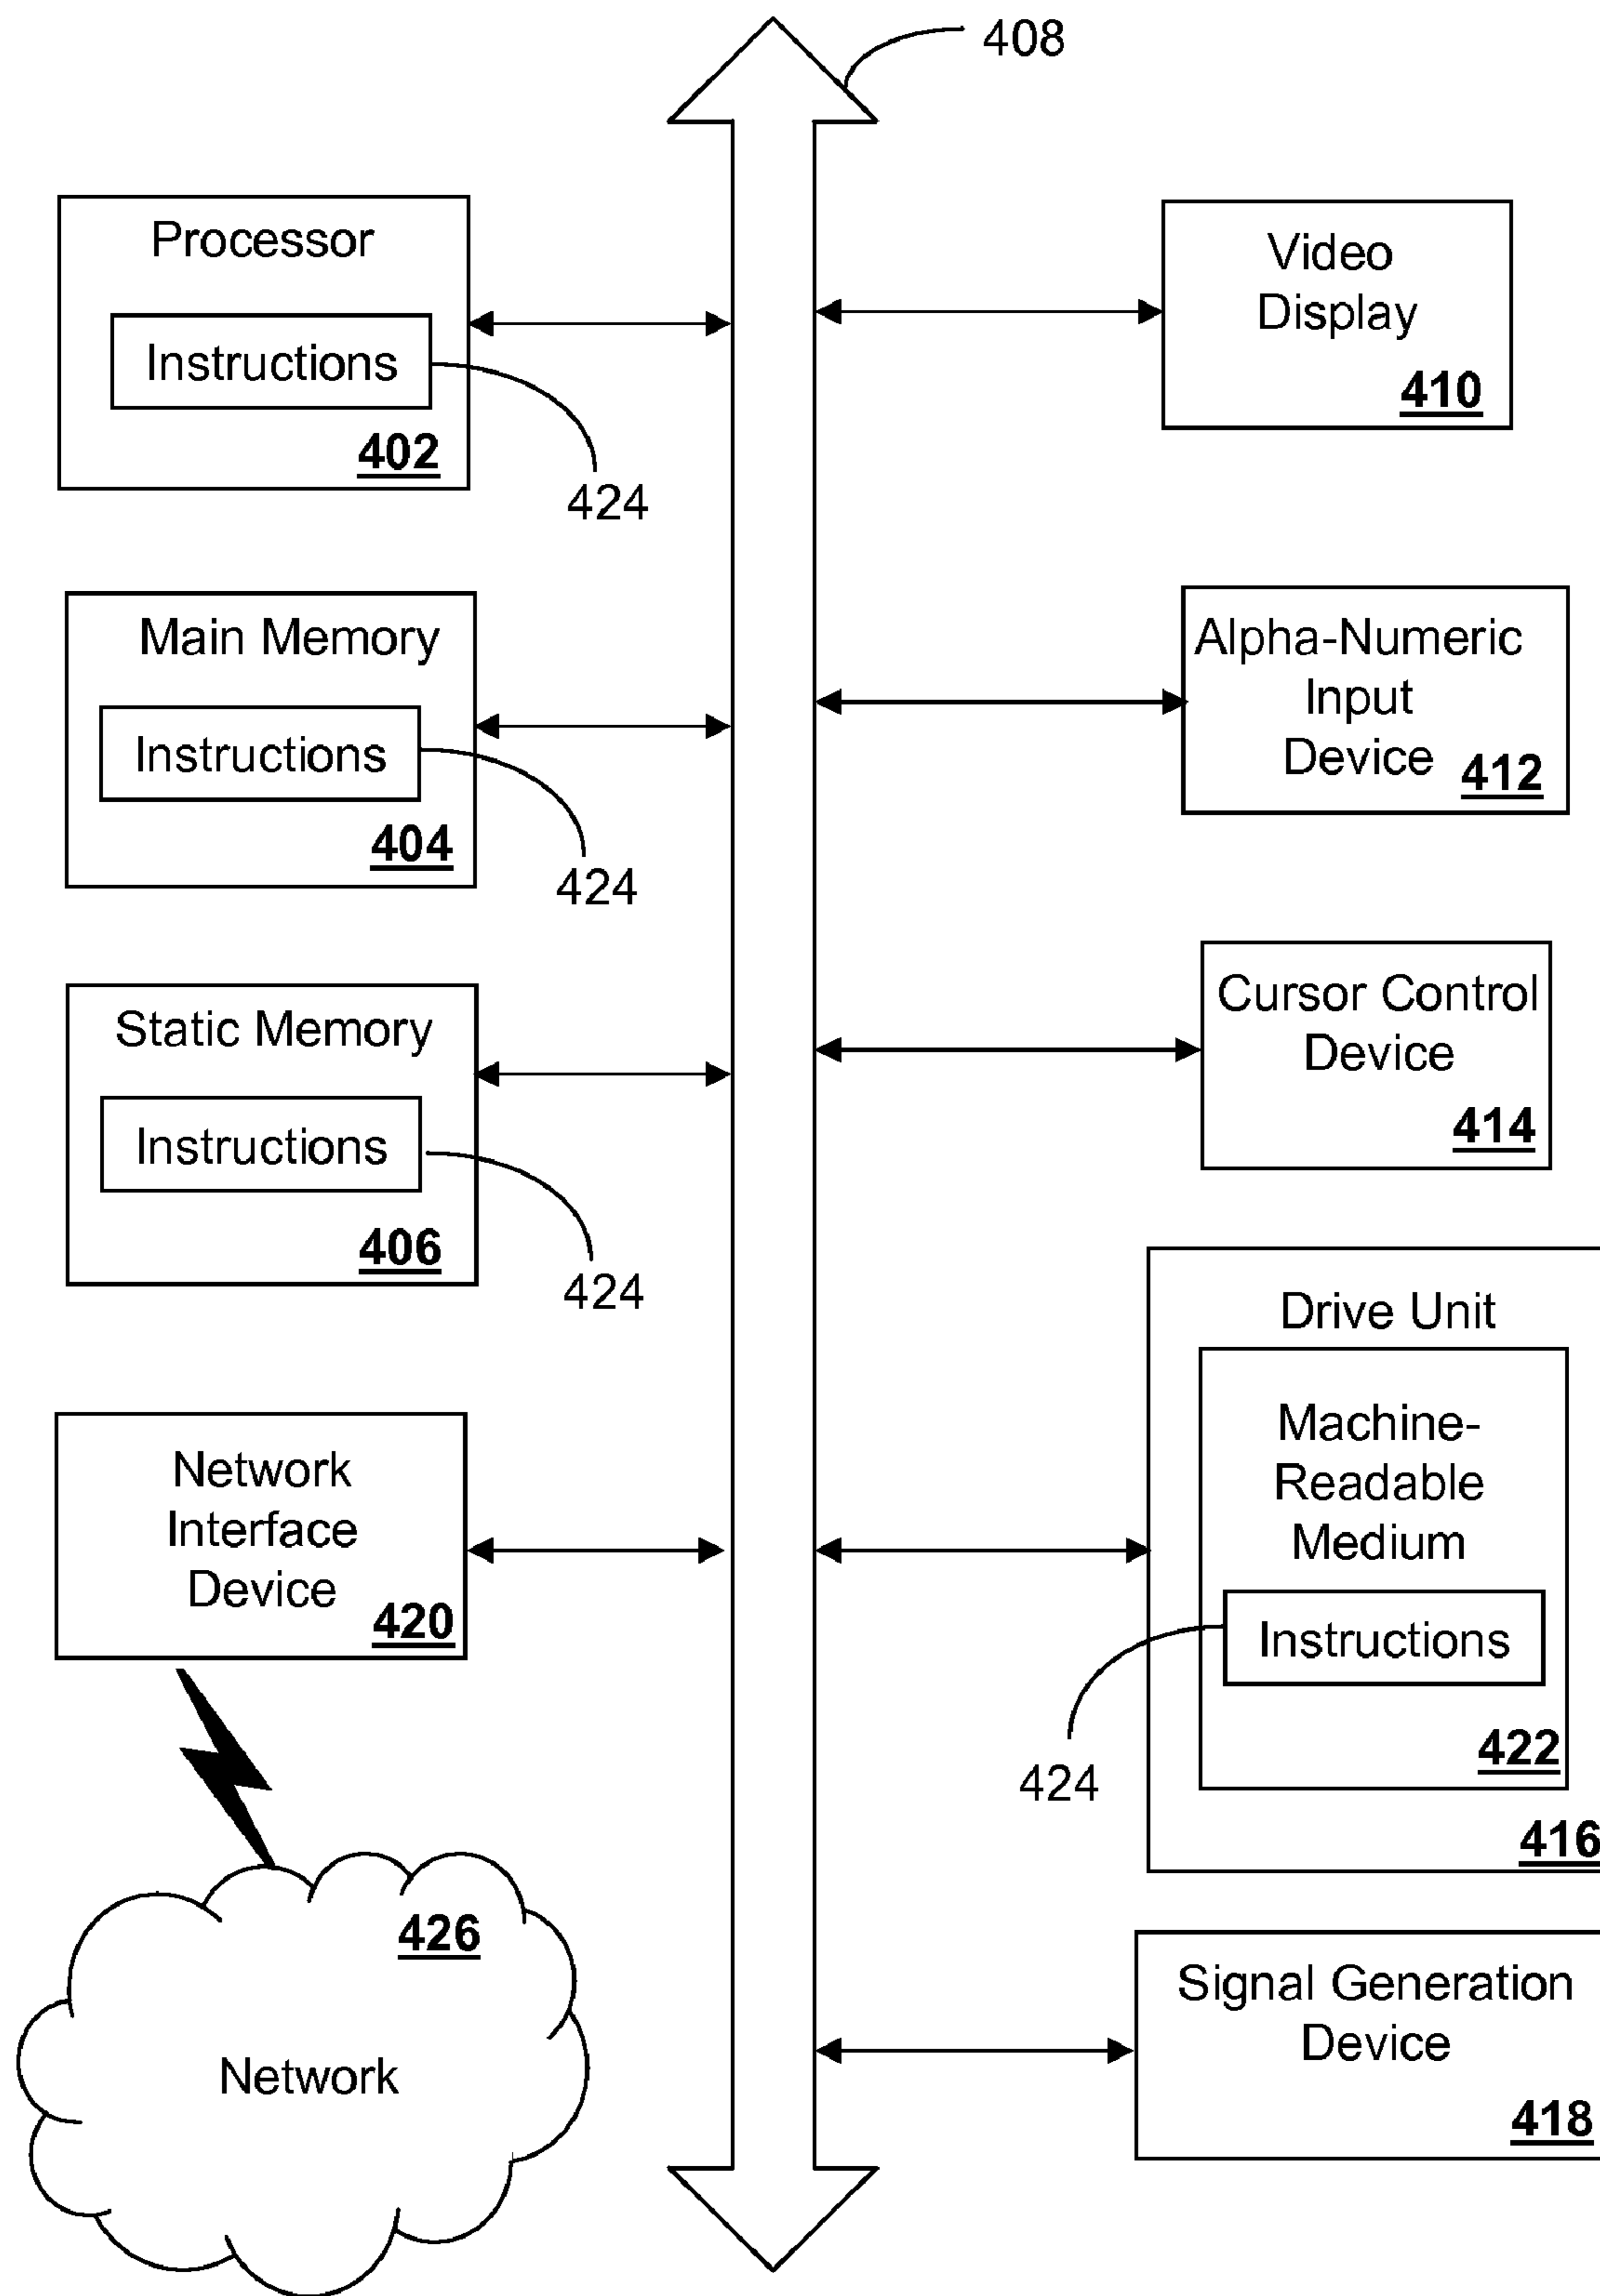 408
Processor
Instructions
402
424
Main Memory
Instructions
404
424
Static Memory
Instructions
406
424
Network
Interface
Device
420
426
Network
Video
Display
410
Alpha-Numeric
Input
Device
412
Cursor Control
Device
414
Drive Unit
Machine-
Readable
Medium
Instructions
424
422
416
Signal Generation
Device
418